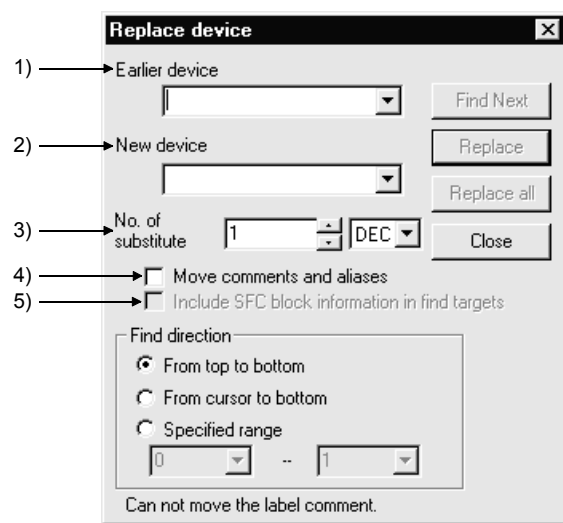 Replace device
1) Earlier device
Find Next
2) New device
Replace
Replace all
3) No. of substitute 1 DEC
Close
4) Move comments and aliases
5) Include SFC block information in find targets
Find direction
From top to bottom
From cursor to bottom
Specified range
0 -- 1
Can not move the label comment.